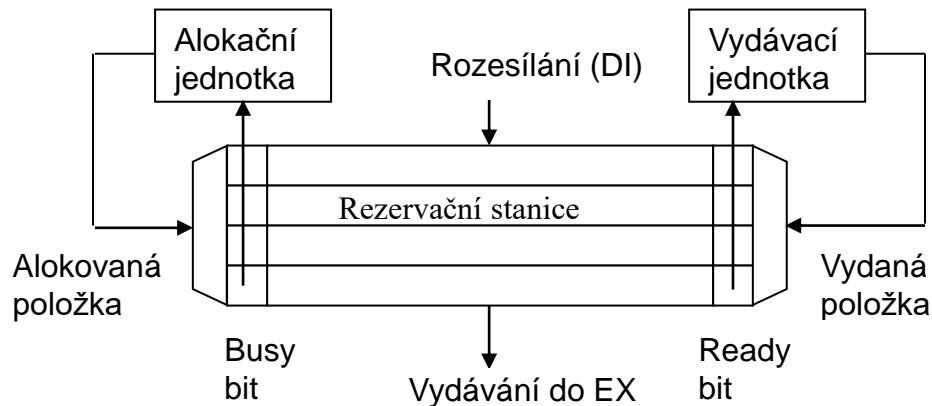 Alokační
jednotka
Rozesílání (DI)
Vydávací
jednotka
Rezervační stanice
Alokovaná
položka
Vydaná
položka
Busy
bit
Vydávání do EX
Ready
bit